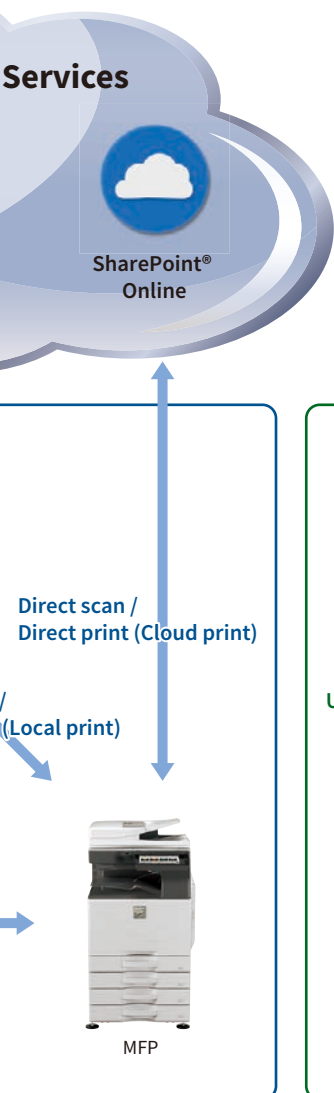 Services
SharePoint®
Online
Direct scan /
Direct print (Cloud print)
/
(Local print)
U
MFP